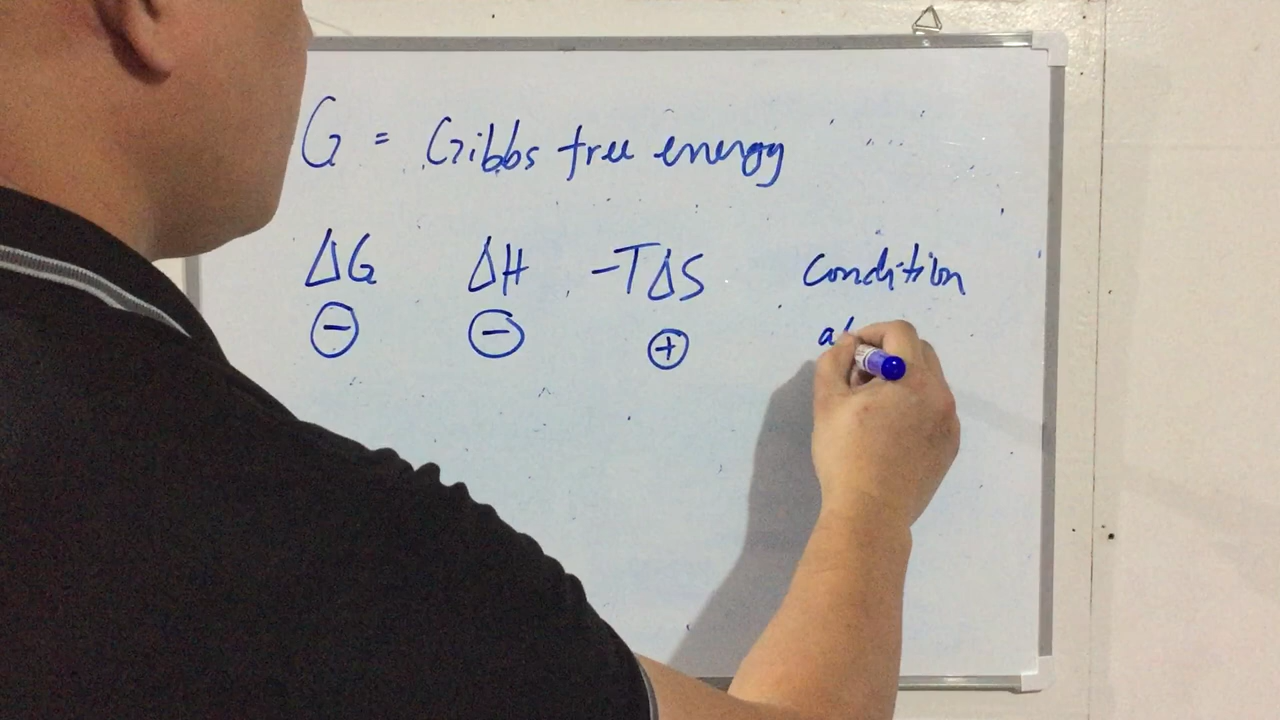 G = Gibbs free energy
ΔG ΔH -TΔS Condition
⊖ ⊖ ⊕